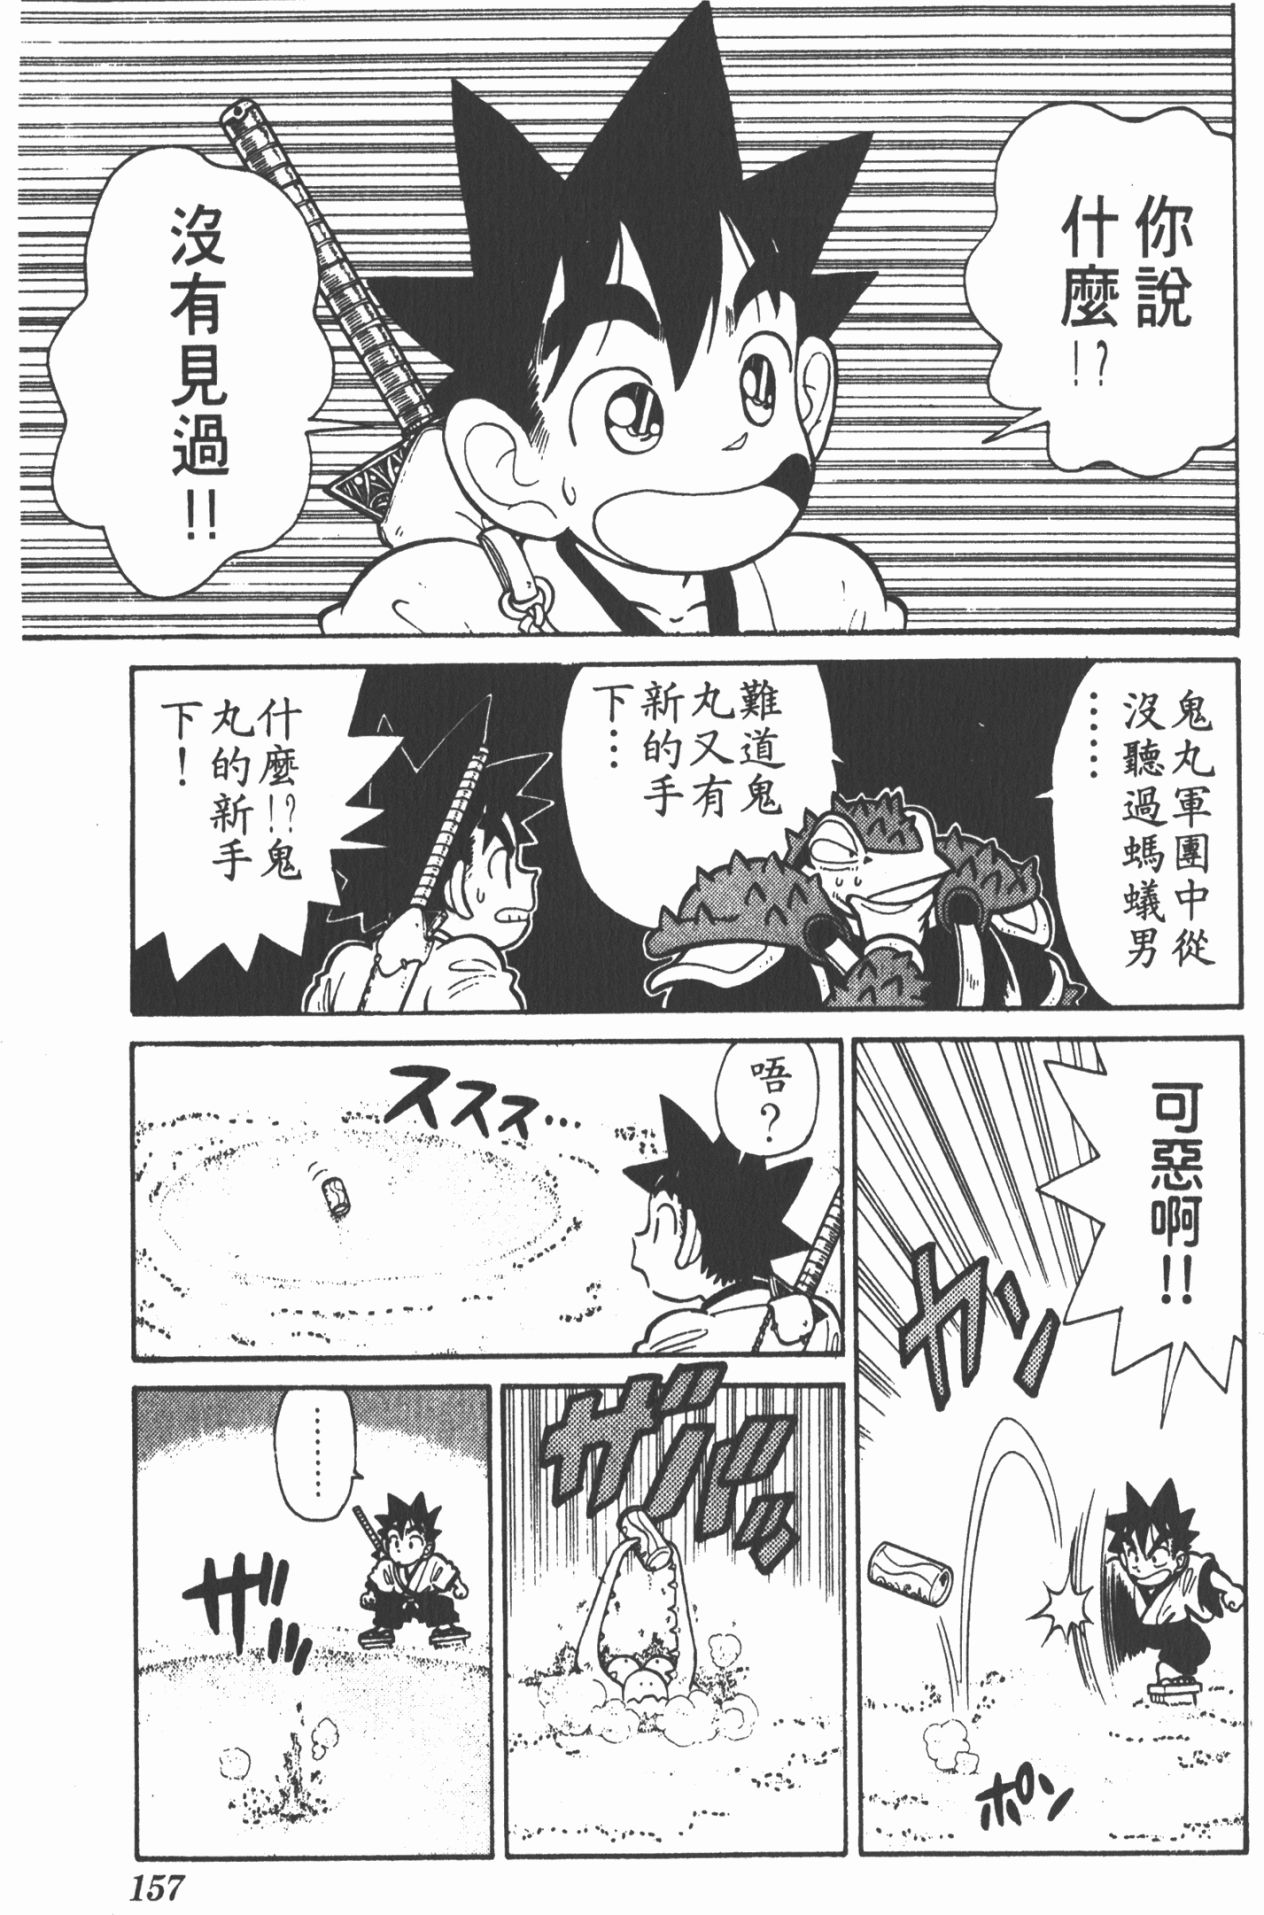 你說
什麼!?
沒有見過!!
鬼丸軍團中從
沒聽過螞蟻男
……
難道鬼
丸又有
新的手
下…
什麼!?鬼
丸的新手
下!
可惡啊!!
カン
ポン
唔?
ススス…
ザババッ
……
ザザ
157